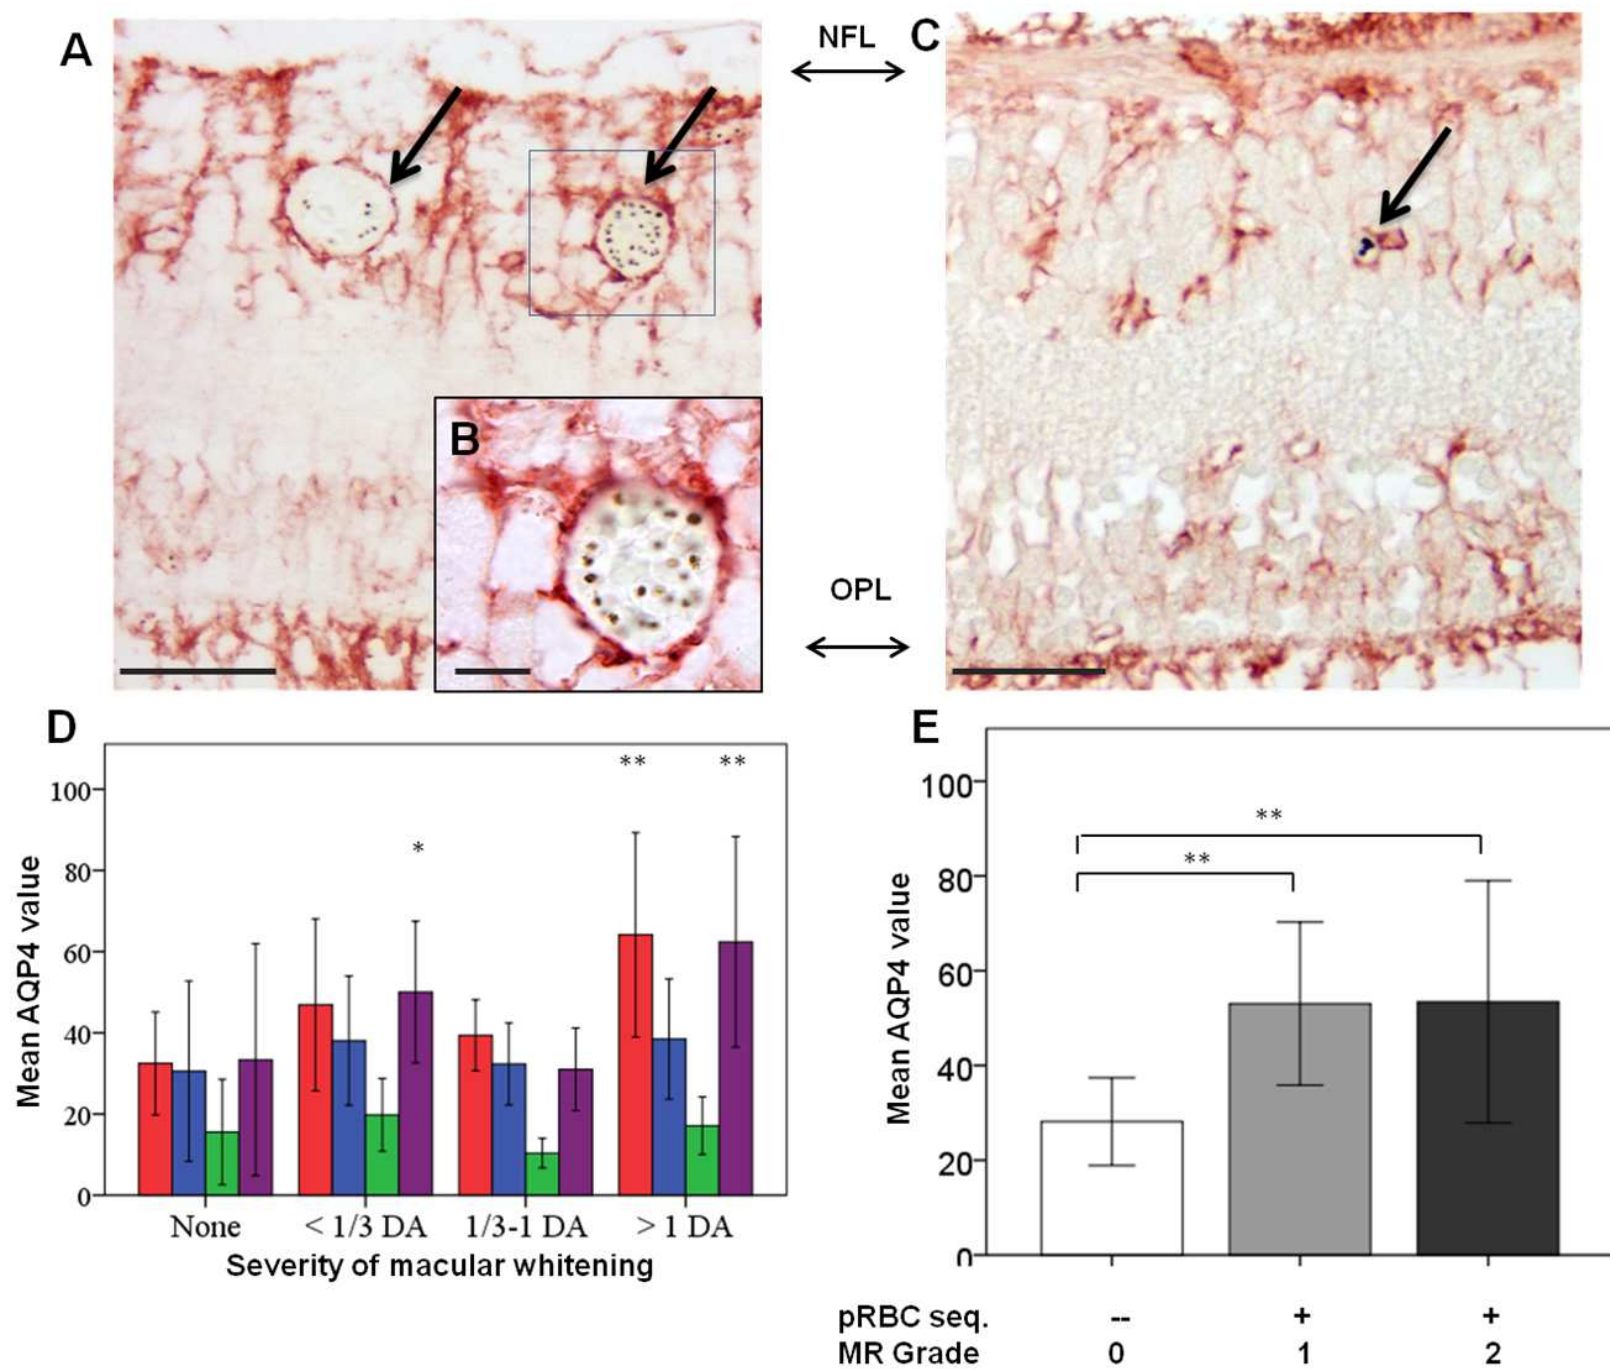 A
NFL
C
B
OPL
D
Mean AQP4 value
100
80
60
40
20
0
*
**
**
None
< 1/3 DA
1/3-1 DA
> 1 DA
Severity of macular whitening
E
Mean AQP4 value
100
80
60
40
20
0
**
**
pRBC seq. -- + +
MR Grade 0 1 2